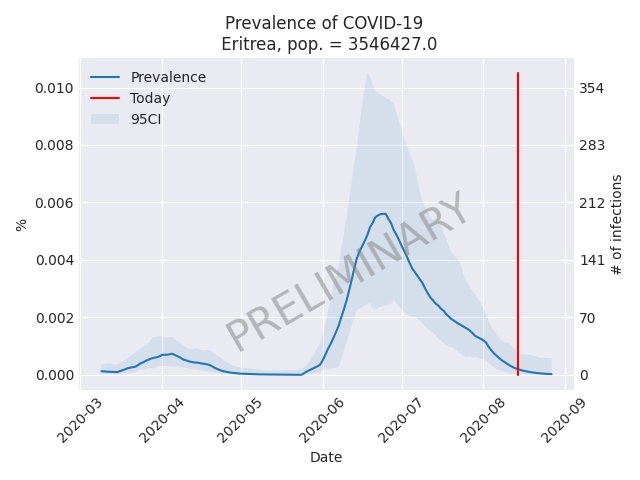 Prevalence of COVID-19
Eritrea, pop. = 3546427.0
Prevalence
Today
95CI
0.010
0.008
0.006
0.004
0.002
0.000
%
354
283
212
141
70
0
# of infections
PRELIMINARY
2020-03
2020-04
2020-05
2020-06
2020-07
2020-08
2020-09
Date